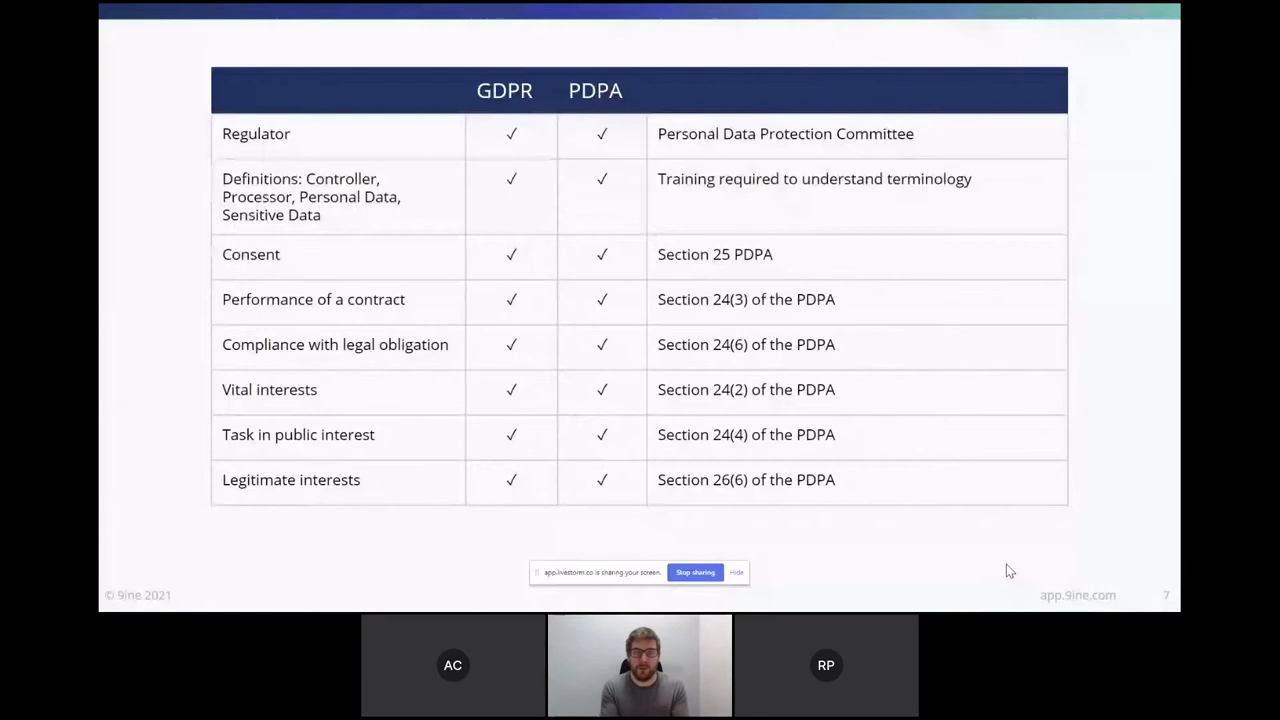 GDPR PDPA
Regulator ✓ ✓ Personal Data Protection Committee
Definitions: Controller, ✓ ✓ Training required to understand terminology
Processor, Personal Data,
Sensitive Data
Consent ✓ ✓ Section 25 PDPA
Performance of a contract ✓ ✓ Section 24(3) of the PDPA
Compliance with legal obligation ✓ ✓ Section 24(6) of the PDPA
Vital interests ✓ ✓ Section 24(2) of the PDPA
Task in public interest ✓ ✓ Section 24(4) of the PDPA
Legitimate interests ✓ ✓ Section 26(6) of the PDPA
app.livestorm.co is sharing your screen. Stop sharing Hide
© 9ine 2021 app.9ine.com 7
AC RP